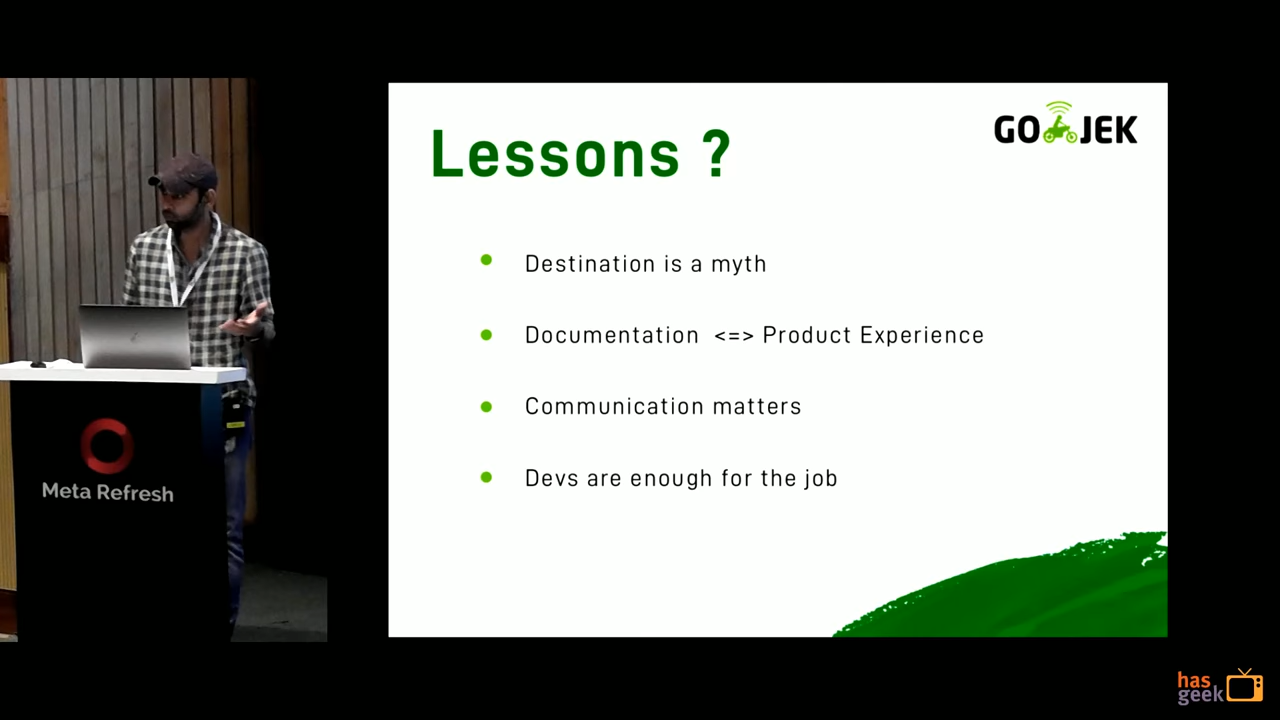 GO JEK
Lessons ?
Destination is a myth
Documentation <=> Product Experience
Communication matters
Devs are enough for the job
Meta Refresh
has
geek